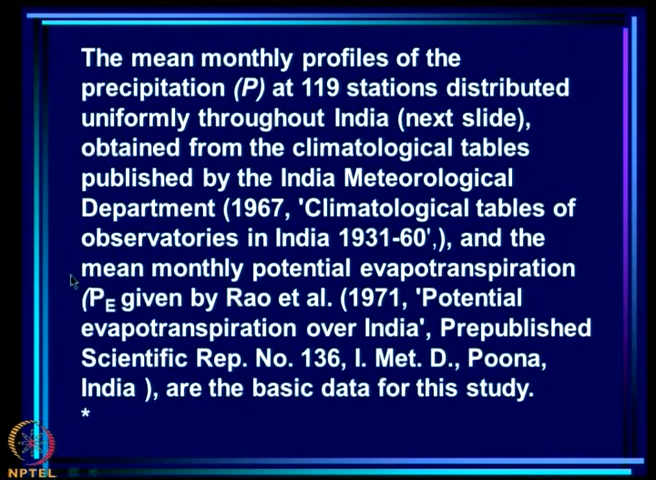 The mean monthly profiles of the
precipitation (P) at 119 stations distributed
uniformly throughout India (next slide),
obtained from the climatological tables
published by the India Meteorological
Department (1967, 'Climatological tables of
observatories in India 1931-60',), and the
mean monthly potential evapotranspiration
(PE given by Rao et al. (1971, 'Potential
evapotranspiration over India', Prepublished
Scientific Rep. No. 136, I. Met. D., Poona,
India ), are the basic data for this study.
*
NPTEL